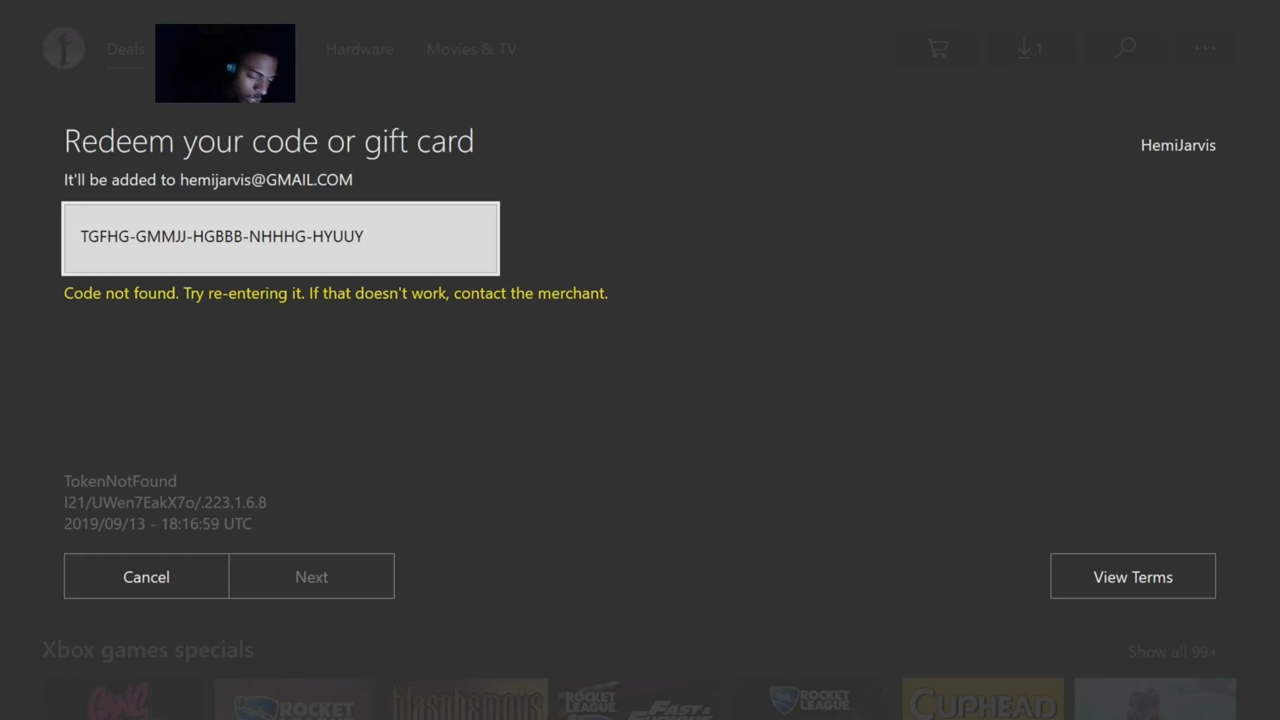 Deals
Hardware
Movies & TV
1
Redeem your code or gift card
HemiJarvis
It'll be added to hemijarvis@GMAIL.COM
TGFHG-GMMJJ-HGBBB-NHHHG-HYUUY
Code not found. Try re-entering it. If that doesn't work, contact the merchant.
TokenNotFound
I21/UWen7EakX7o/.223.1.6.8
2019/09/13 - 18:16:59 UTC
Cancel
Next
View Terms
Xbox games specials
Show all 99+
ROCKET
blasphemous
ROCKET
LEAGUE
FAST &
ROCKET
LEAGUE
CUPHEAD